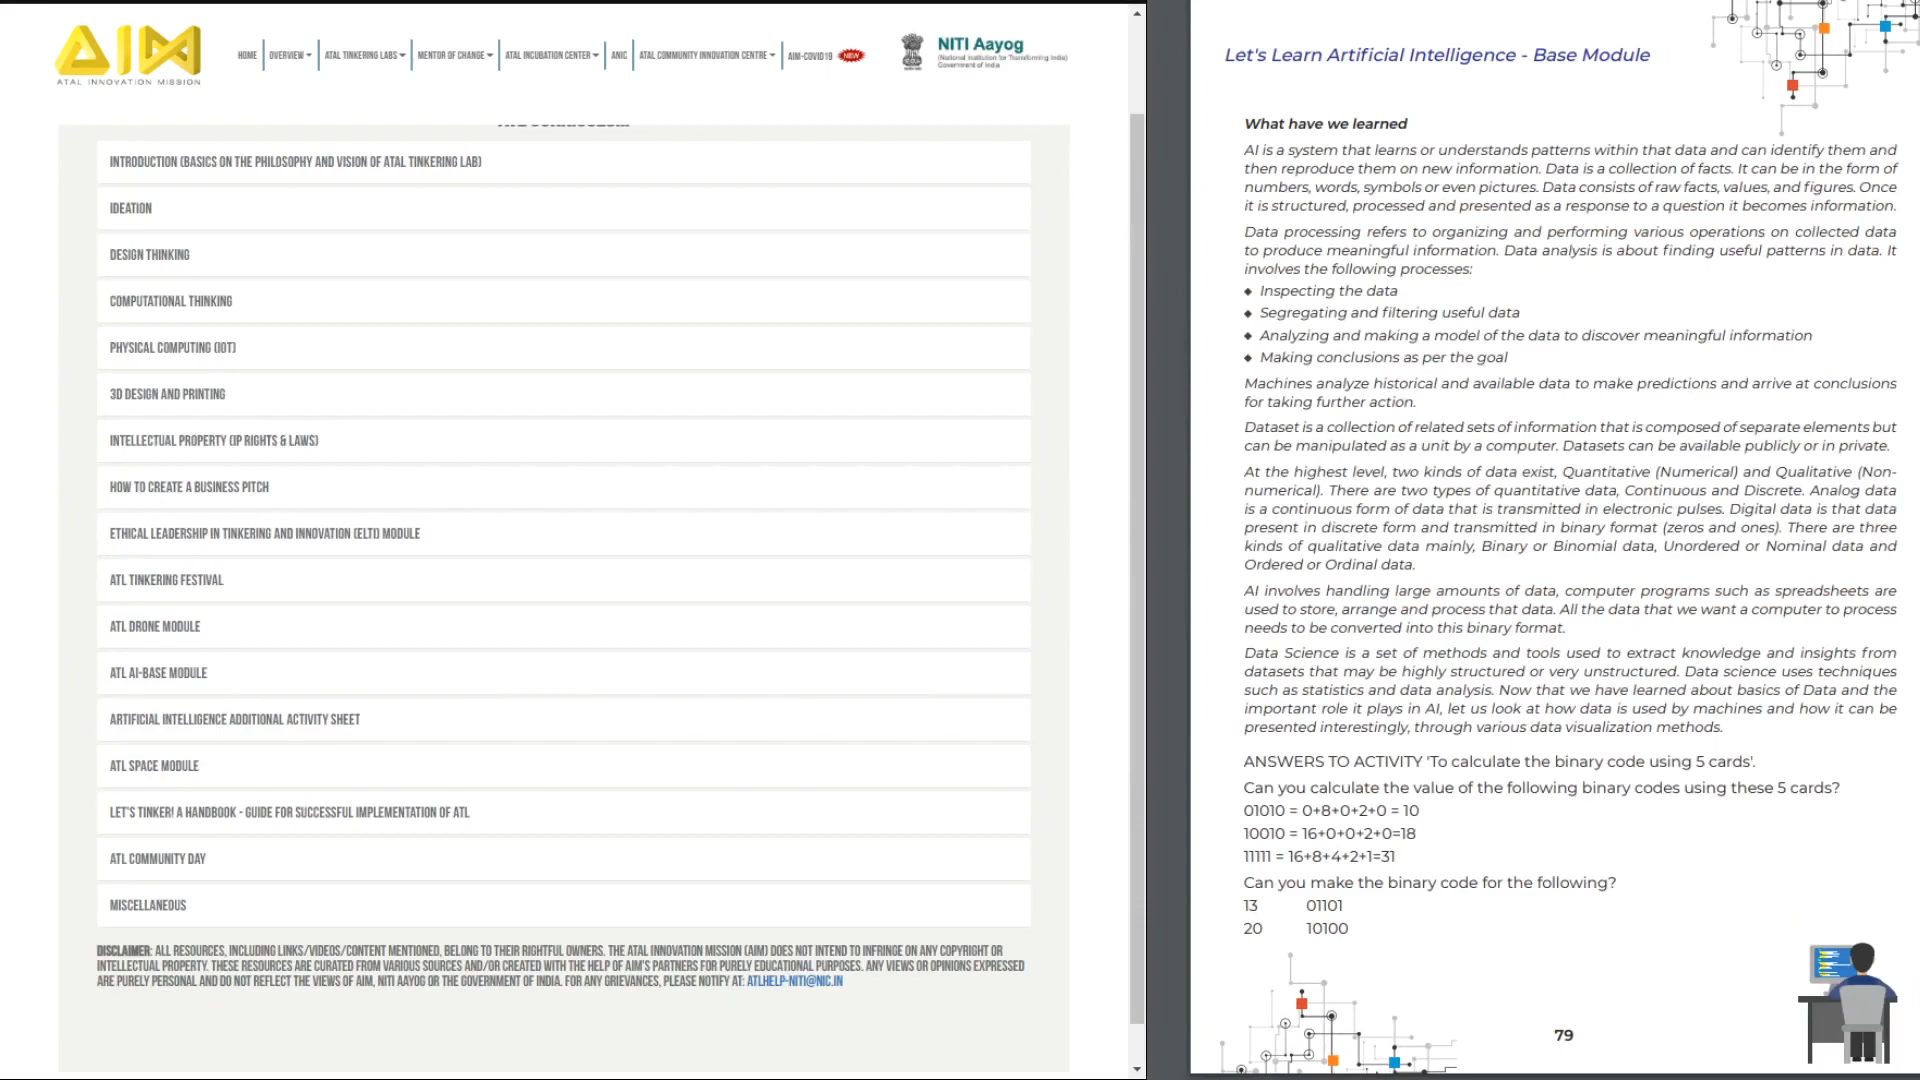 AIM
ATAL INNOVATION MISSION
HOME
OVERVIEW
ATAL TINKERING LABS
MENTOR OF CHANGE
ATAL INCUBATION CENTER
ANIC
ATAL COMMUNITY INNOVATION CENTRE
AIM-COVID19
NEW
NITI Aayog
(National Institution for Transforming India)
Government of India
INTRODUCTION (BASICS ON THE PHILOSOPHY AND VISION OF ATAL TINKERING LAB)
IDEATION
DESIGN THINKING
COMPUTATIONAL THINKING
PHYSICAL COMPUTING (IOT)
3D DESIGN AND PRINTING
INTELLECTUAL PROPERTY (IP RIGHTS & LAWS)
HOW TO CREATE A BUSINESS PITCH
ETHICAL LEADERSHIP IN TINKERING AND INNOVATION (ELTI) MODULE
ATL TINKERING FESTIVAL
ATL DRONE MODULE
ATL AI-BASE MODULE
ARTIFICIAL INTELLIGENCE ADDITIONAL ACTIVITY SHEET
ATL SPACE MODULE
LET'S TINKER! A HANDBOOK - GUIDE FOR SUCCESSFUL IMPLEMENTATION OF ATL
ATL COMMUNITY DAY
MISCELLANEOUS
DISCLAIMER: ALL RESOURCES, INCLUDING LINKS/VIDEOS/CONTENT MENTIONED, BELONG TO THEIR RIGHTFUL OWNERS. THE ATAL INNOVATION MISSION (AIM) DOES NOT INTEND TO INFRINGE ON ANY COPYRIGHT OR
INTELLECTUAL PROPERTY. THESE RESOURCES ARE CURATED FROM VARIOUS SOURCES AND/OR CREATED WITH THE HELP OF AIM'S PARTNERS FOR PURELY EDUCATIONAL PURPOSES. ANY VIEWS OR OPINIONS EXPRESSED
ARE PURELY PERSONAL AND DO NOT REFLECT THE VIEWS OF AIM, NITI AAYOG OR THE GOVERNMENT OF INDIA. FOR ANY GRIEVANCES, PLEASE NOTIFY AT: ATLHELP-NITI@NIC.IN
Let's Learn Artificial Intelligence - Base Module
What have we learned
AI is a system that learns or understands patterns within that data and can identify them and
then reproduce them on new information. Data is a collection of facts. It can be in the form of
numbers, words, symbols or even pictures. Data consists of raw facts, values, and figures. Once
it is structured, processed and presented as a response to a question it becomes information.
Data processing refers to organizing and performing various operations on collected data
to produce meaningful information. Data analysis is about finding useful patterns in data. It
involves the following processes:
◆ Inspecting the data
◆ Segregating and filtering useful data
◆ Analyzing and making a model of the data to discover meaningful information
◆ Making conclusions as per the goal
Machines analyze historical and available data to make predictions and arrive at conclusions
for taking further action.
Dataset is a collection of related sets of information that is composed of separate elements but
can be manipulated as a unit by a computer. Datasets can be available publicly or in private.
At the highest level, two kinds of data exist, Quantitative (Numerical) and Qualitative (Non-
numerical). There are two types of quantitative data, Continuous and Discrete. Analog data
is a continuous form of data that is transmitted in electronic pulses. Digital data is that data
present in discrete form and transmitted in binary format (zeros and ones). There are three
kinds of qualitative data mainly, Binary or Binomial data, Unordered or Nominal data and
Ordered or Ordinal data.
AI involves handling large amounts of data, computer programs such as spreadsheets are
used to store, arrange and process that data. All the data that we want a computer to process
needs to be converted into this binary format.
Data Science is a set of methods and tools used to extract knowledge and insights from
datasets that may be highly structured or very unstructured. Data science uses techniques
such as statistics and data analysis. Now that we have learned about basics of Data and the
important role it plays in AI, let us look at how data is used by machines and how it can be
presented interestingly, through various data visualization methods.
ANSWERS TO ACTIVITY 'To calculate the binary code using 5 cards'.
Can you calculate the value of the following binary codes using these 5 cards?
01010 = 0+8+0+2+0 = 10
10010 = 16+0+0+2+0=18
11111 = 16+8+4+2+1=31
Can you make the binary code for the following?
13 01101
20 10100
79